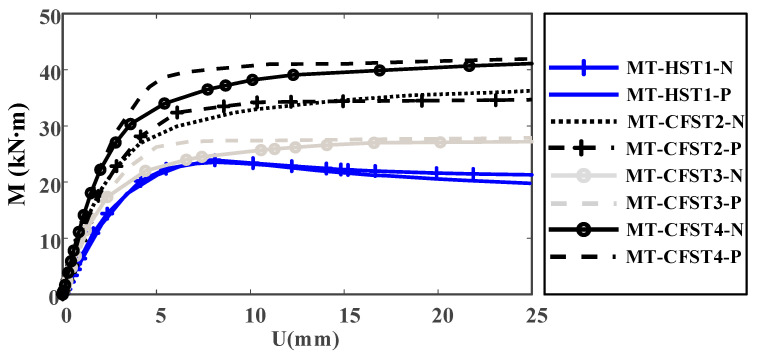 M (kN·m)
50
40
30
20
10
0
0
5
10
15
20
25
U(mm)
MT-HST1-N
MT-HST1-P
MT-CFST2-N
MT-CFST2-P
MT-CFST3-N
MT-CFST3-P
MT-CFST4-N
MT-CFST4-P